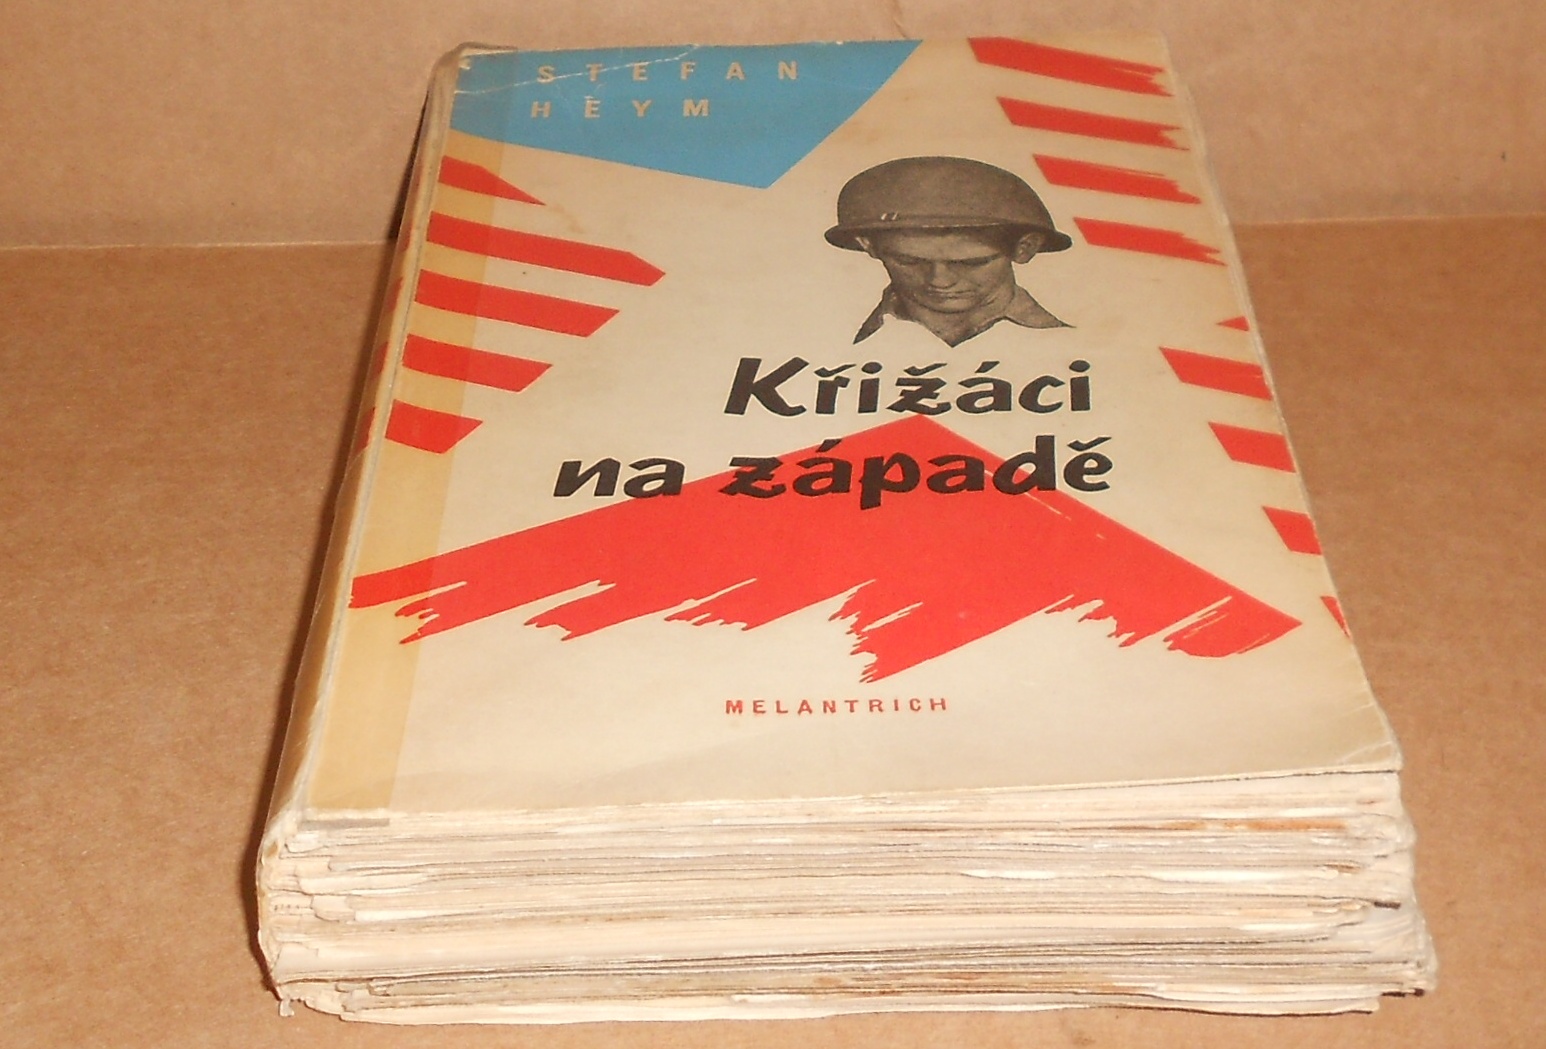 STEFAN
HEYM
Křižáci
na západě
MELANTRICH